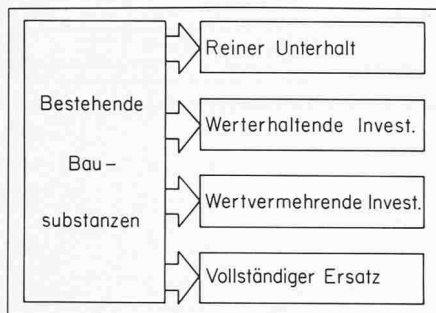 Bestehende
Bau-
substanzen
Reiner Unterhalt
Werterhaltende Invest.
Wertvermehrende Invest.
Vollständiger Ersatz